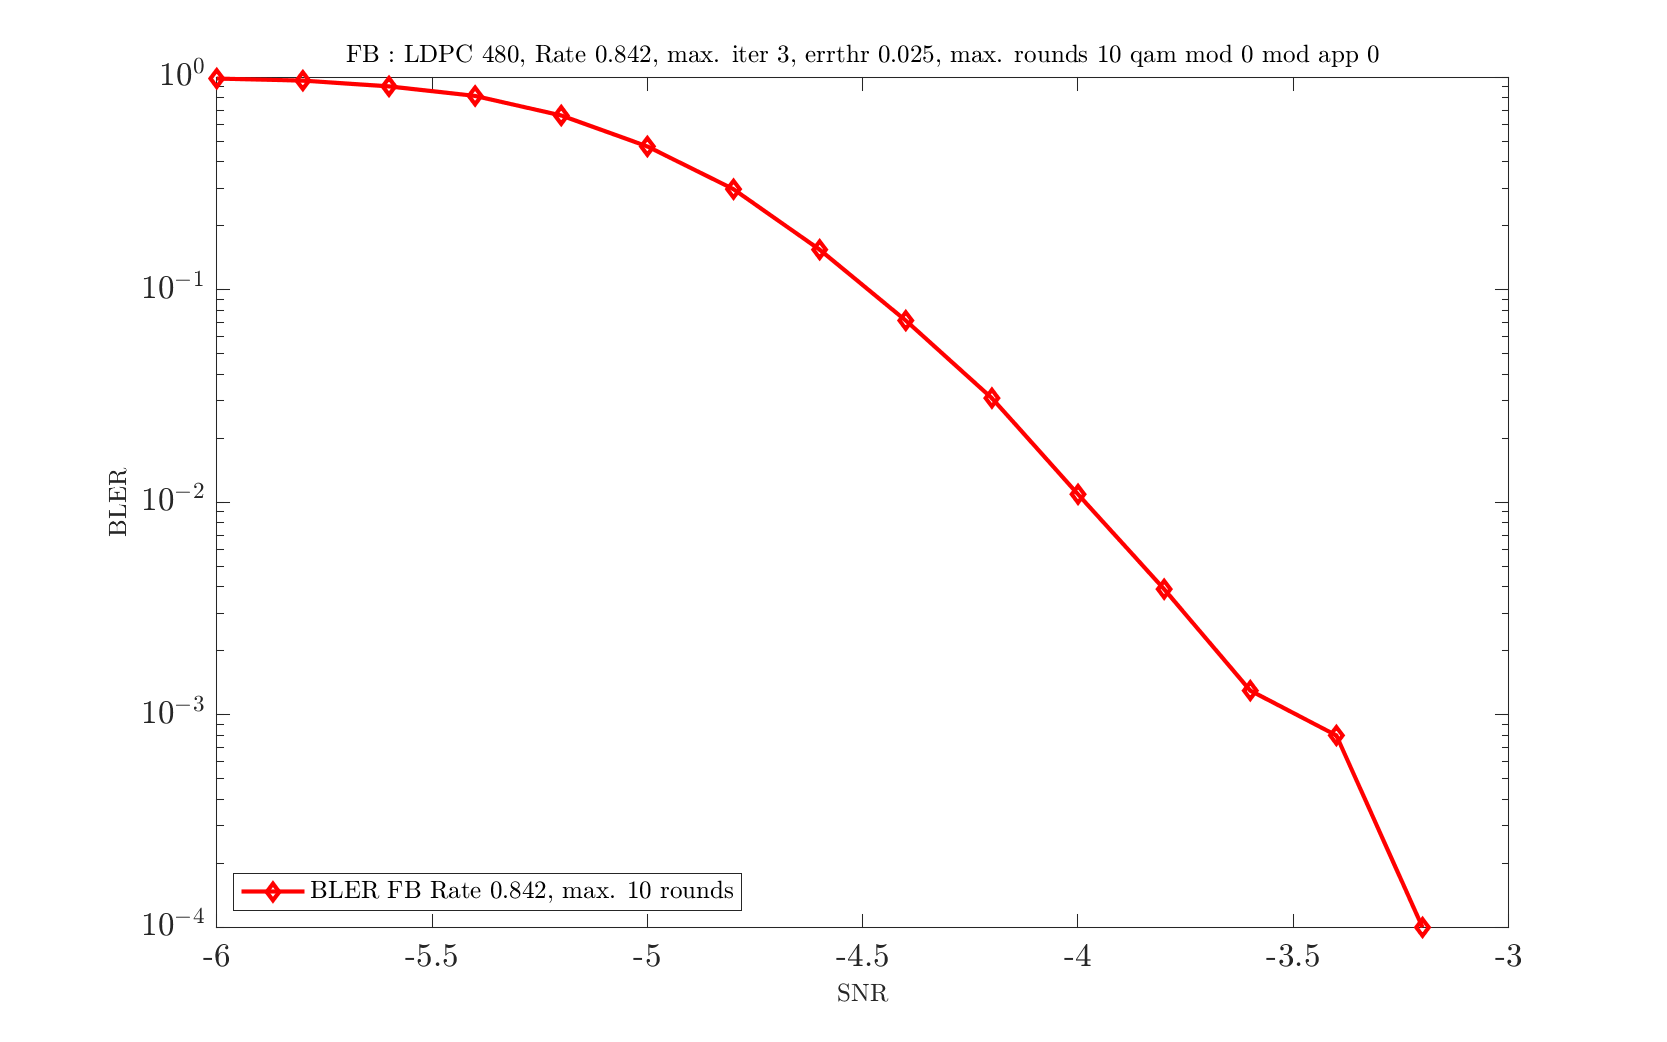 FB : LDPC 480, Rate 0.842, max. iter 3, errthr 0.025, max. rounds 10 qam mod 0 mod app 0
10^0
10^{-1}
10^{-2}
10^{-3}
10^{-4}
BLER
BLER FB Rate 0.842, max. 10 rounds
-6 -5.5 -5 -4.5 -4 -3.5 -3
SNR